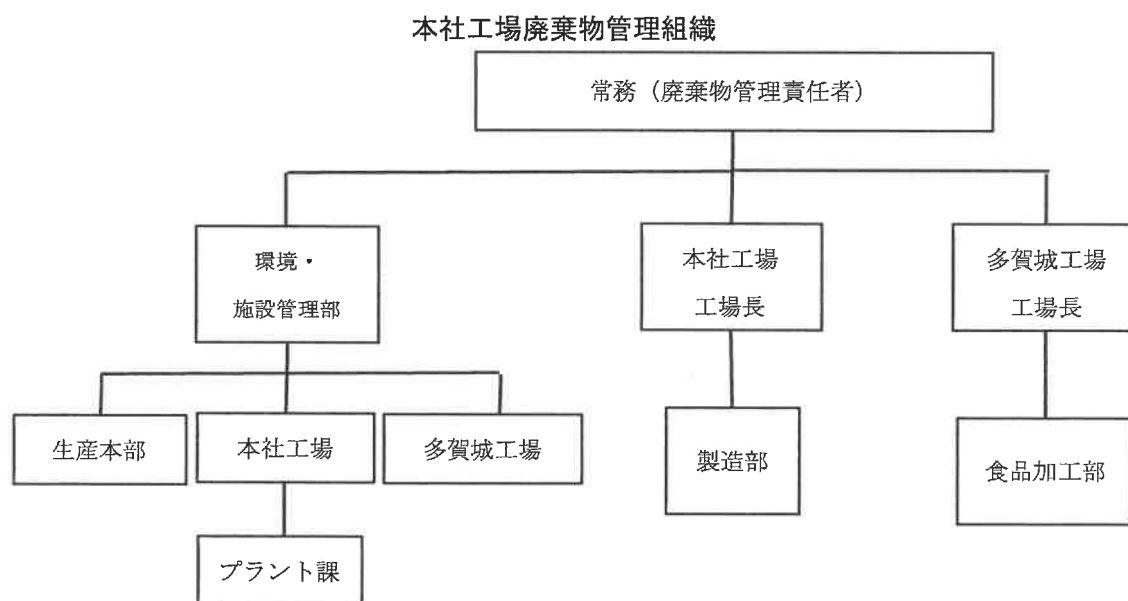 本社工場廃棄物管理組織
常務（廃棄物管理責任者）
環境・
施設管理部
本社工場
工場長
多賀城工場
工場長
生産本部
本社工場
多賀城工場
製造部
食品加工部
プラント課